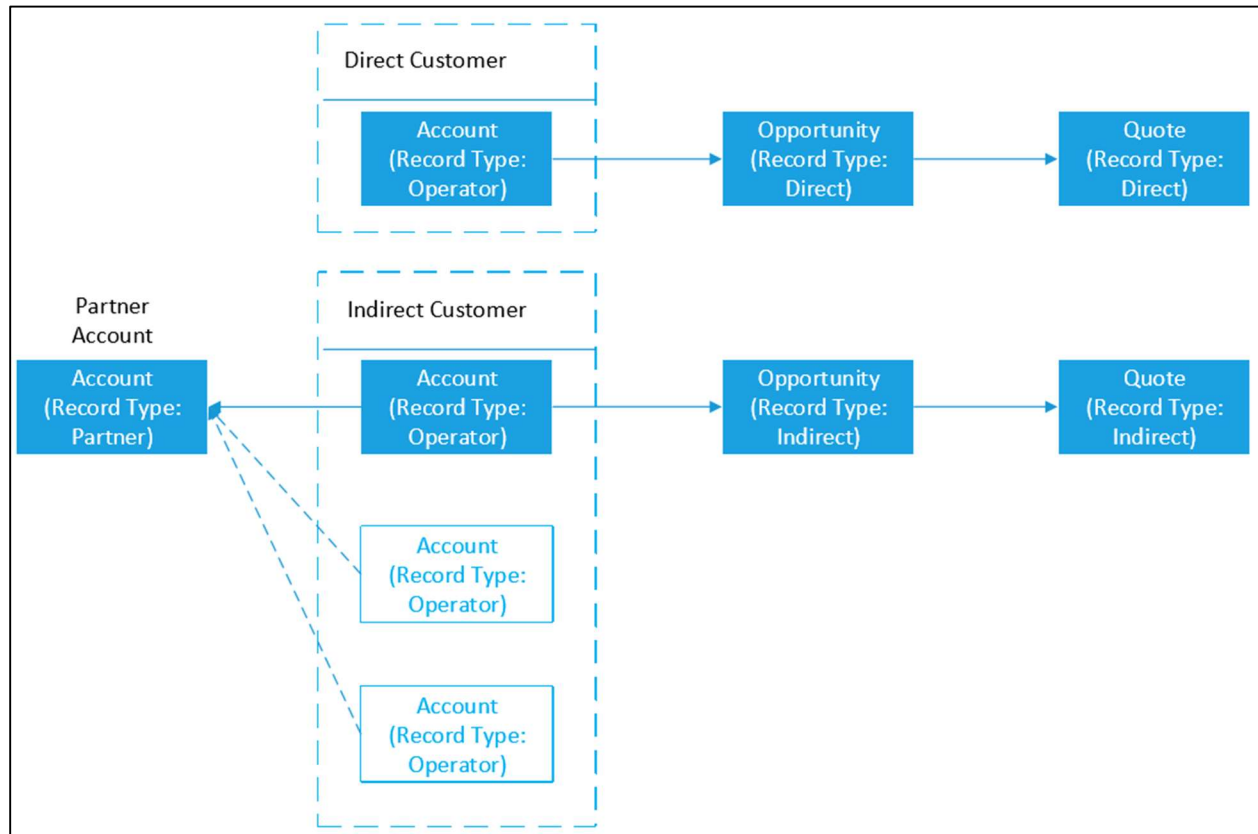 Direct Customer
Account
(Record Type:
Operator)
Opportunity
(Record Type:
Direct)
Quote
(Record Type:
Direct)
Partner
Account
Indirect Customer
Account
(Record Type:
Partner)
Account
(Record Type:
Operator)
Opportunity
(Record Type:
Indirect)
Quote
(Record Type:
Indirect)
Account
(Record Type:
Operator)
Account
(Record Type:
Operator)